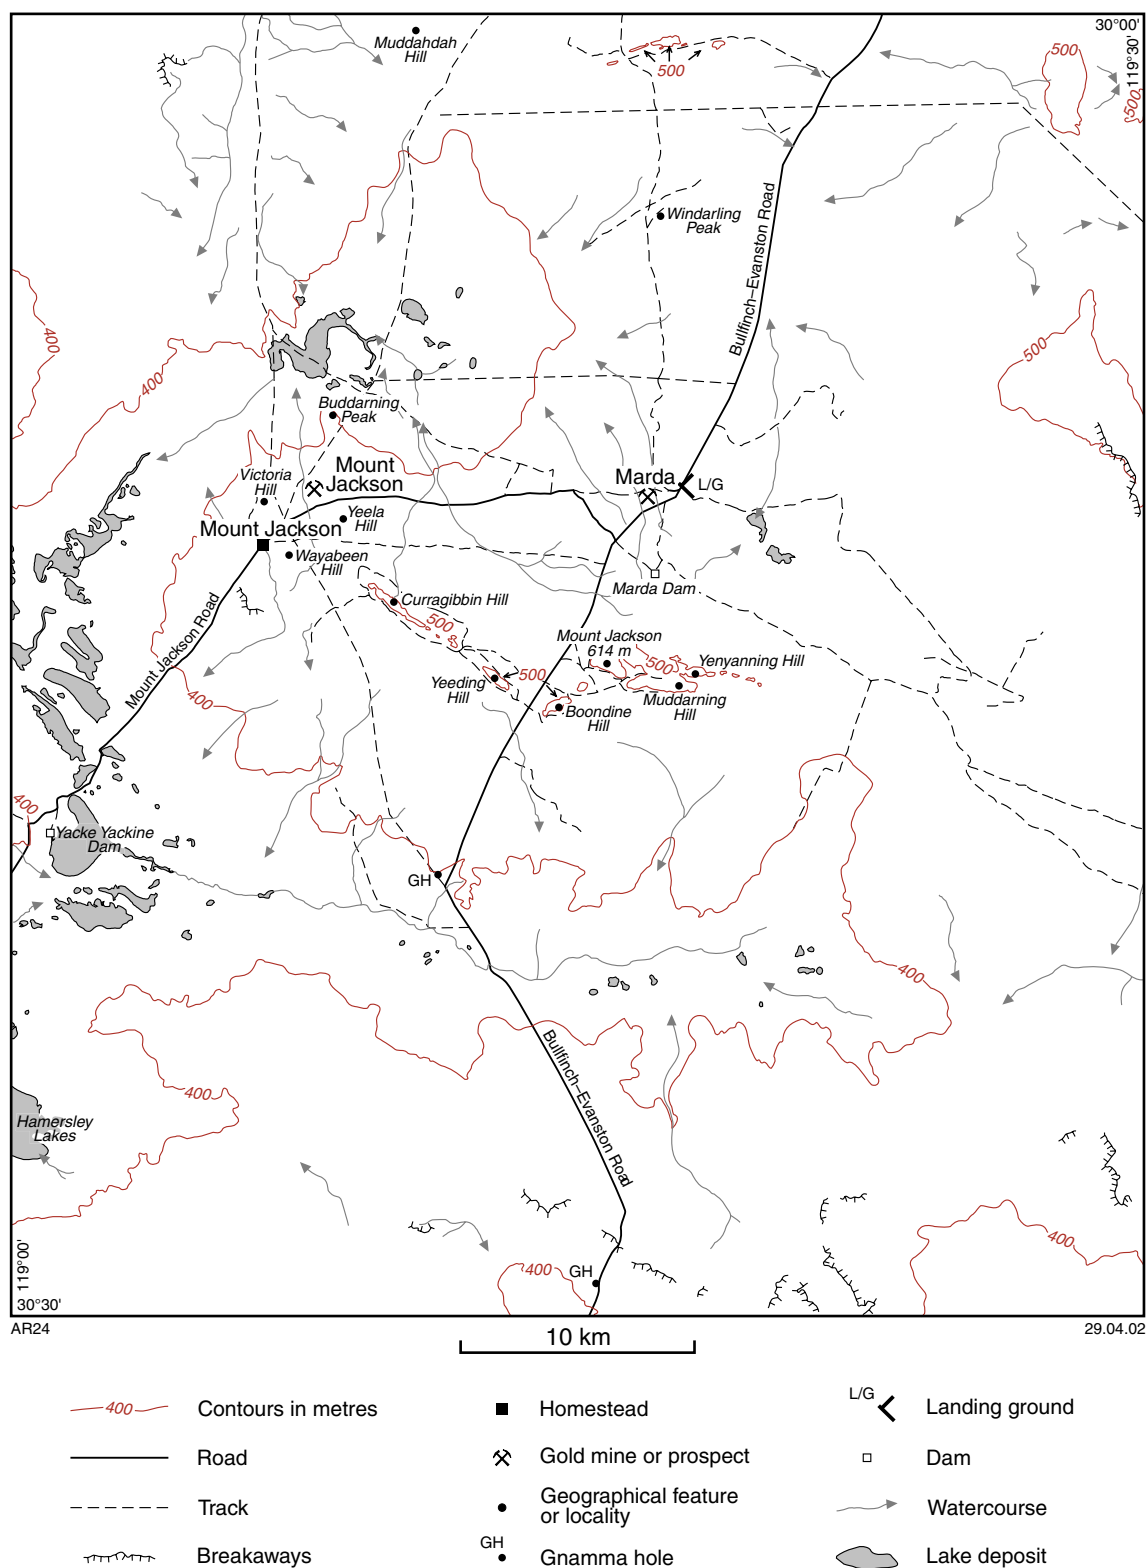 30°00'
119°30'
Muddahdah
Hill
500
500
500
Windarling
Peak
Bullfinch–Evanston Road
400
400
500
Buddarning
Peak
Mount
Jackson
Victoria
Hill
Marda
L/G
Yeela
Hill
Mount Jackson
Wayabeen
Hill
Marda Dam
Curragibbin Hill
500
Mount Jackson
614 m
500
Yenyanning Hill
500
Yeeding
Hill
Muddarning
Hill
Boondine
Hill
Mount Jackson Road
400
400
Yacke Yackine
Dam
GH
400
Bullfinch–Evanston Road
400
Hamersley
Lakes
400
400
GH
119°00'
30°30'
AR24
29.04.02
10 km
400
Contours in metres
Homestead
L/G
Landing ground
Road
Gold mine or prospect
Dam
Track
Geographical feature
or locality
Watercourse
Breakaways
GH
Gnamma hole
Lake deposit